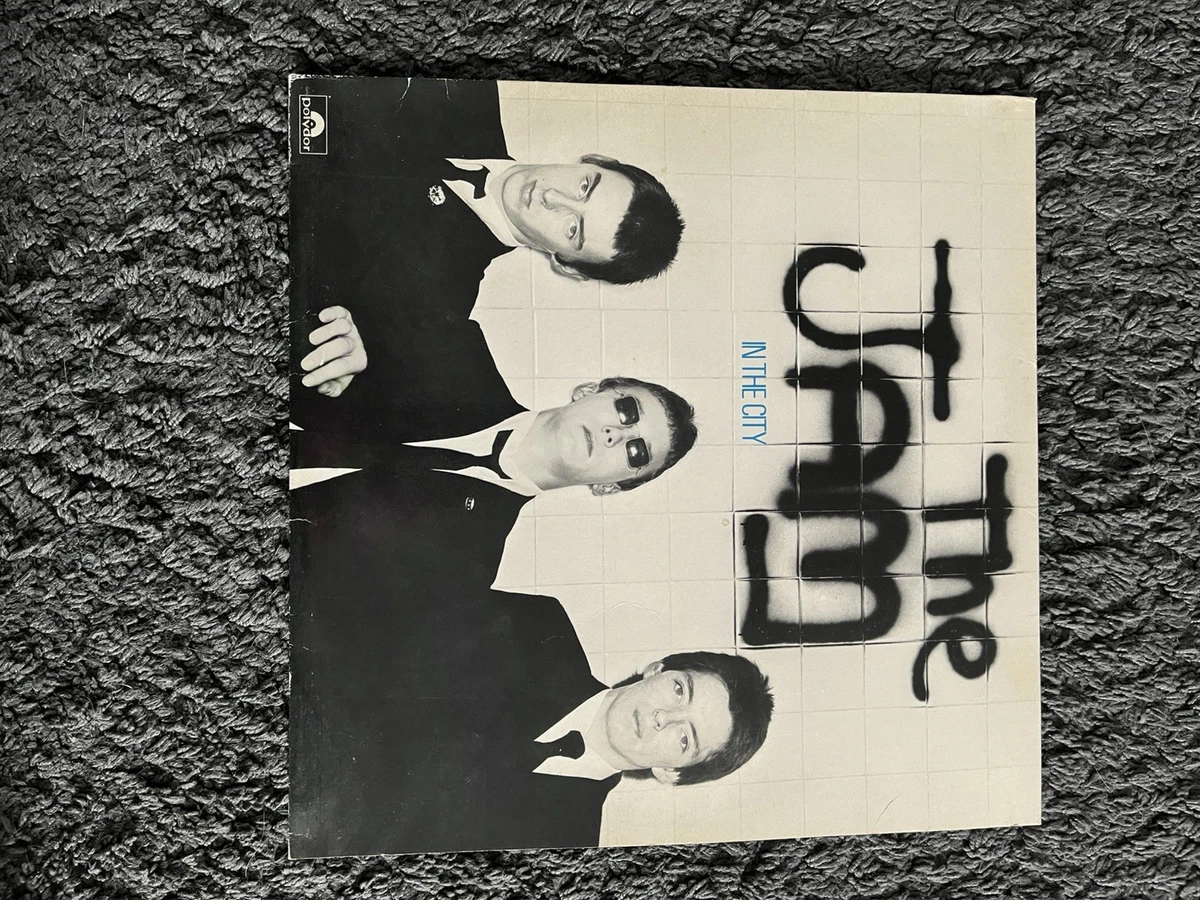 The
JAM
IN THE CITY
polydor